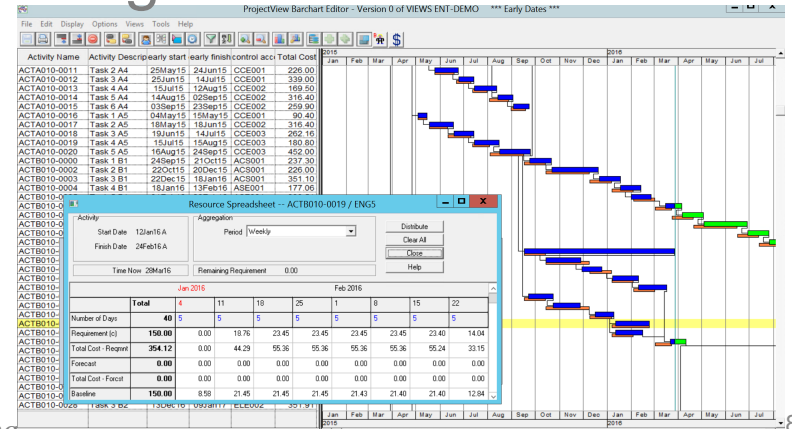 ProjectView Barchart Editor - Version 0 of VIEWS ENT-DEMO *** Early Dates ***
File Edit Display Options Views Tools Help
Activity Name Activity Descrip early start early finish control acc Total Cost
2015 2016
Jan Feb Mar Apr May Jun Jul Aug Sep Oct Nov Dec Jan Feb Mar Apr May Jun Jul
ACTA010-0011 Task 2 A4 25May15 24Jun15 CCE001 226.00
ACTA010-0012 Task 3 A4 25Jun15 14Jul15 CCE001 339.00
ACTA010-0013 Task 4 A4 15Jul15 12Aug15 CCE002 169.50
ACTA010-0014 Task 5 A4 14Aug15 02Sep15 CCE002 316.40
ACTA010-0015 Task 6 A4 03Sep15 23Sep15 CCE002 259.90
ACTA010-0016 Task 1 A5 04May15 15May15 CCE001 90.40
ACTA010-0017 Task 2 A5 18May15 18Jun15 CCE002 316.40
ACTA010-0018 Task 3 A5 19Jun15 14Jul15 CCE003 262.16
ACTA010-0019 Task 4 A5 15Jul15 15Aug15 CCE003 180.80
ACTA010-0020 Task 5 A5 16Aug15 24Sep15 CCE003 452.00
ACTB010-0001 Task 1 B1 24Sep15 21Oct15 ACS001 237.30
ACTB010-0002 Task 2 B1 22Oct15 20Dec15 ACS001 226.00
ACTB010-0003 Task 3 B1 22Dec15 18Jan16 ACS001 351.10
ACTB010-0004 Task 4 B1 18Jan16 13Feb16 ASE001 177.06
Resource Spreadsheet -- ACTB010-0019 / ENG5
Activity Aggregation
Start Date 12Jan16 A Period Weekly Distribute
Finish Date 24Feb16 A Clear All
Close
Time Now 28Mar16 Remaining Requirement 0.00 Help
Jan 2016 Feb 2016
Total 4 11 18 25 1 8 15 22
Number of Days 40 5 5 5 5 5 5 5 5
Requirement (c) 150.00 0.00 18.76 23.45 23.45 23.45 23.45 23.40 14.04
Total Cost - Reqmnt 354.12 0.00 44.29 55.36 55.36 55.36 55.36 55.24 33.15
Forecast 0.00 0.00 0.00 0.00 0.00 0.00 0.00 0.00 0.00
Total Cost - Forcst 0.00 0.00 0.00 0.00 0.00 0.00 0.00 0.00 0.00
Baseline 150.00 8.58 21.45 21.45 21.45 21.43 21.40 21.40 12.84
ACTB010-0028 Task 3 B2 13Dec16 09Jan17 ELE002 351.91
Jan Feb Mar Apr May Jun Jul Aug Sep Oct Nov Dec Jan Feb Mar Apr May Jun Jul
2015 2016